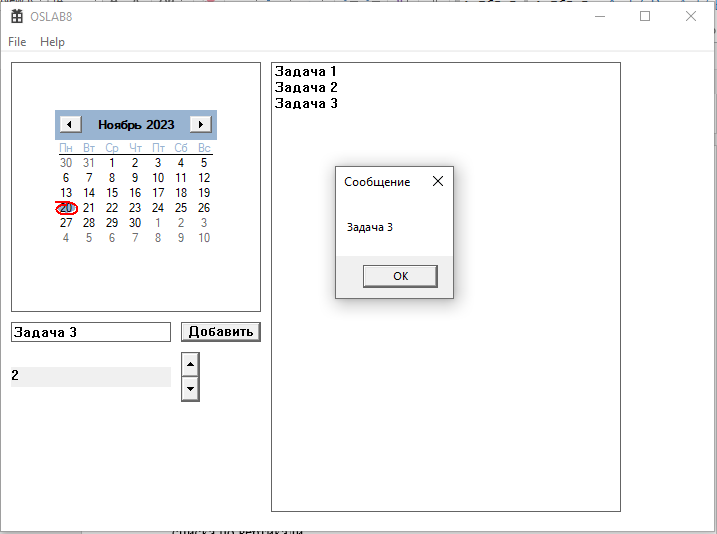 OSLAB8
File Help
Ноябрь 2023
Пн Вт Ср Чт Пт Сб Вс
30 31 1 2 3 4 5
6 7 8 9 10 11 12
13 14 15 16 17 18 19
20 21 22 23 24 25 26
27 28 29 30 1 2 3
4 5 6 7 8 9 10
Задача 3
Добавить
2
Задача 1
Задача 2
Задача 3
Сообщение
Задача 3
OK
списка по вертикали